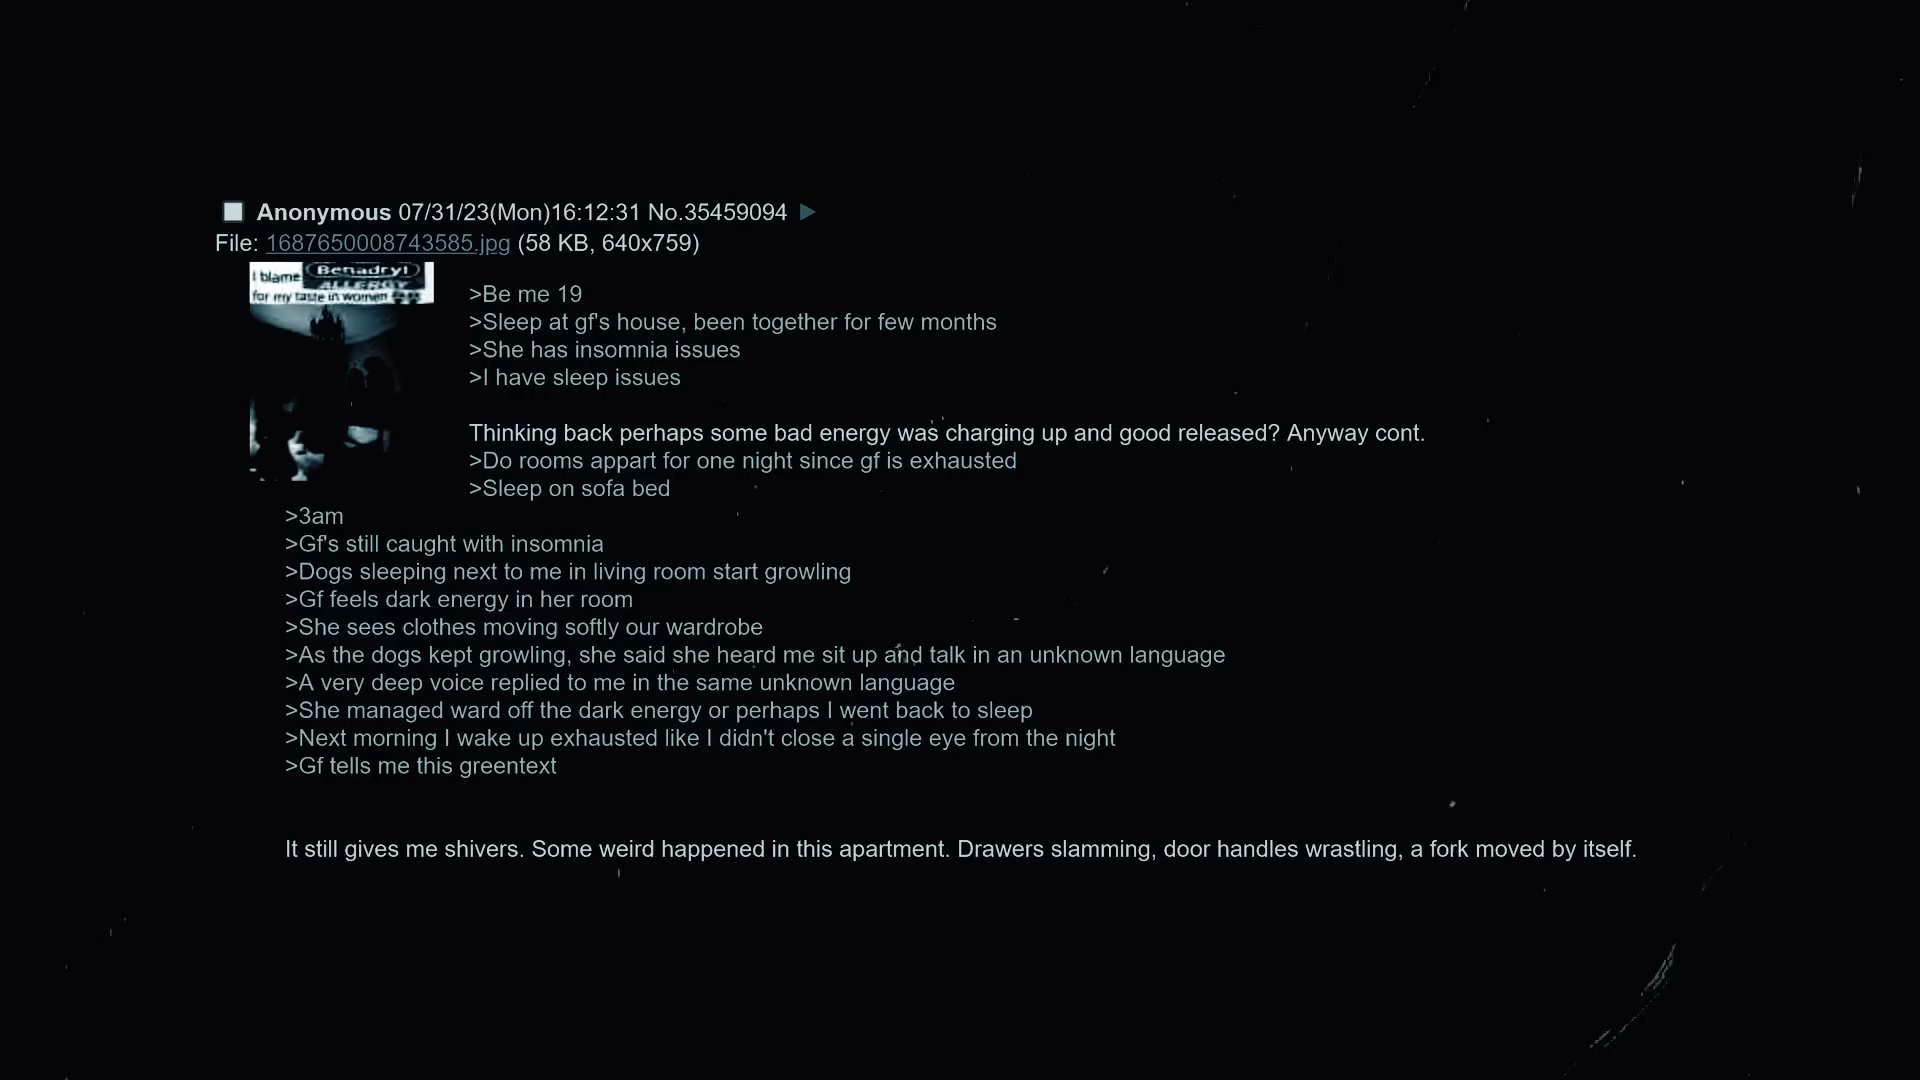 Anonymous 07/31/23(Mon)16:12:31 No.35459094
File: 1687650008743585.jpg (58 KB, 640x759)
I blame Benadryl
ALLERGY
for my taste in women
>Be me 19
>Sleep at gf's house, been together for few months
>She has insomnia issues
>I have sleep issues
Thinking back perhaps some bad energy was charging up and good released? Anyway cont.
>Do rooms appart for one night since gf is exhausted
>Sleep on sofa bed
>3am
>Gf's still caught with insomnia
>Dogs sleeping next to me in living room start growling
>Gf feels dark energy in her room
>She sees clothes moving softly our wardrobe
>As the dogs kept growling, she said she heard me sit up and talk in an unknown language
>A very deep voice replied to me in the same unknown language
>She managed ward off the dark energy or perhaps I went back to sleep
>Next morning I wake up exhausted like I didn't close a single eye from the night
>Gf tells me this greentext
It still gives me shivers. Some weird happened in this apartment. Drawers slamming, door handles wrastling, a fork moved by itself.